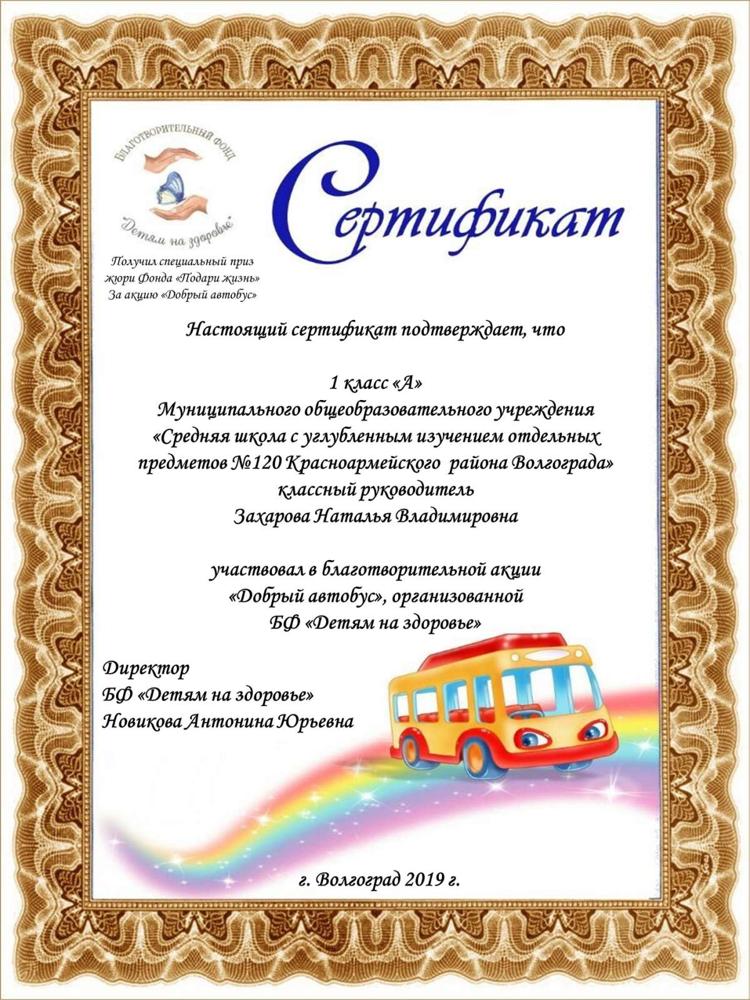 Благотворительный фонд
"Детям на здоровье"
Сертификат
Получил специальный приз
жюри Фонда «Подари жизнь»
За акцию «Добрый автобус»
Настоящий сертификат подтверждает, что
1 класс «А»
Муниципального общеобразовательного учреждения
«Средняя школа с углубленным изучением отдельных
предметов №120 Красноармейского района Волгограда»
классный руководитель
Захарова Наталья Владимировна
участвовал в благотворительной акции
«Добрый автобус», организованной
БФ «Детям на здоровье»
Директор
БФ «Детям на здоровье»
Новикова Антонина Юрьевна
г. Волгоград 2019 г.